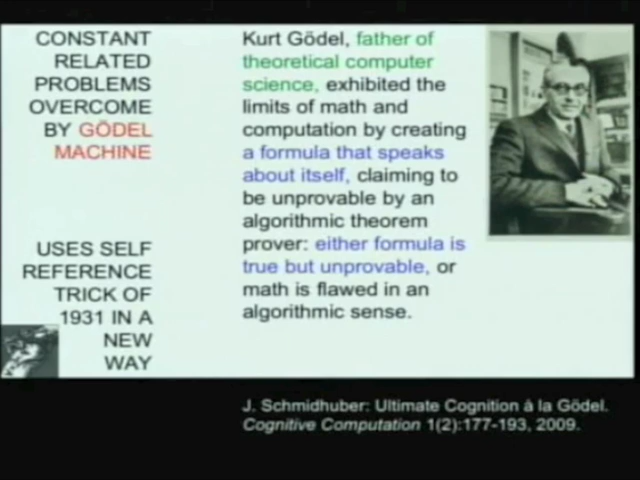 CONSTANT
RELATED
PROBLEMS
OVERCOME
BY GÖDEL
MACHINE
USES SELF
REFERENCE
TRICK OF
1931 IN A
NEW
WAY
Kurt Gödel, father of
theoretical computer
science, exhibited the
limits of math and
computation by creating
a formula that speaks
about itself, claiming to
be unprovable by an
algorithmic theorem
prover: either formula is
true but unprovable, or
math is flawed in an
algorithmic sense.
J. Schmidhuber: Ultimate Cognition à la Gödel.
Cognitive Computation 1(2):177-193, 2009.